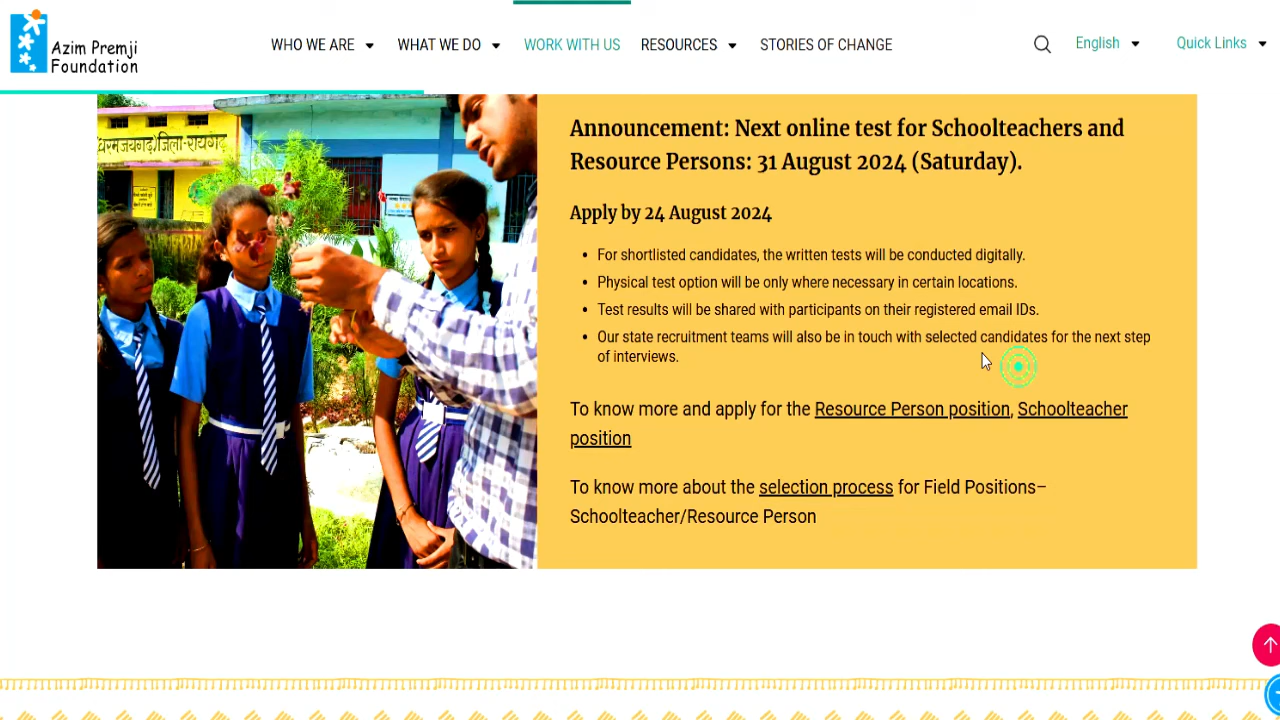 Azim Premji
Foundation
WHO WE ARE
WHAT WE DO
WORK WITH US
RESOURCES
STORIES OF CHANGE
English
Quick Links
धरमजयगढ़)जिला-रायगढ़
Announcement: Next online test for Schoolteachers and
Resource Persons: 31 August 2024 (Saturday).
Apply by 24 August 2024
• For shortlisted candidates, the written tests will be conducted digitally.
• Physical test option will be only where necessary in certain locations.
• Test results will be shared with participants on their registered email IDs.
• Our state recruitment teams will also be in touch with selected candidates for the next step
of interviews.
To know more and apply for the Resource Person position, Schoolteacher
position
To know more about the selection process for Field Positions–
Schoolteacher/Resource Person